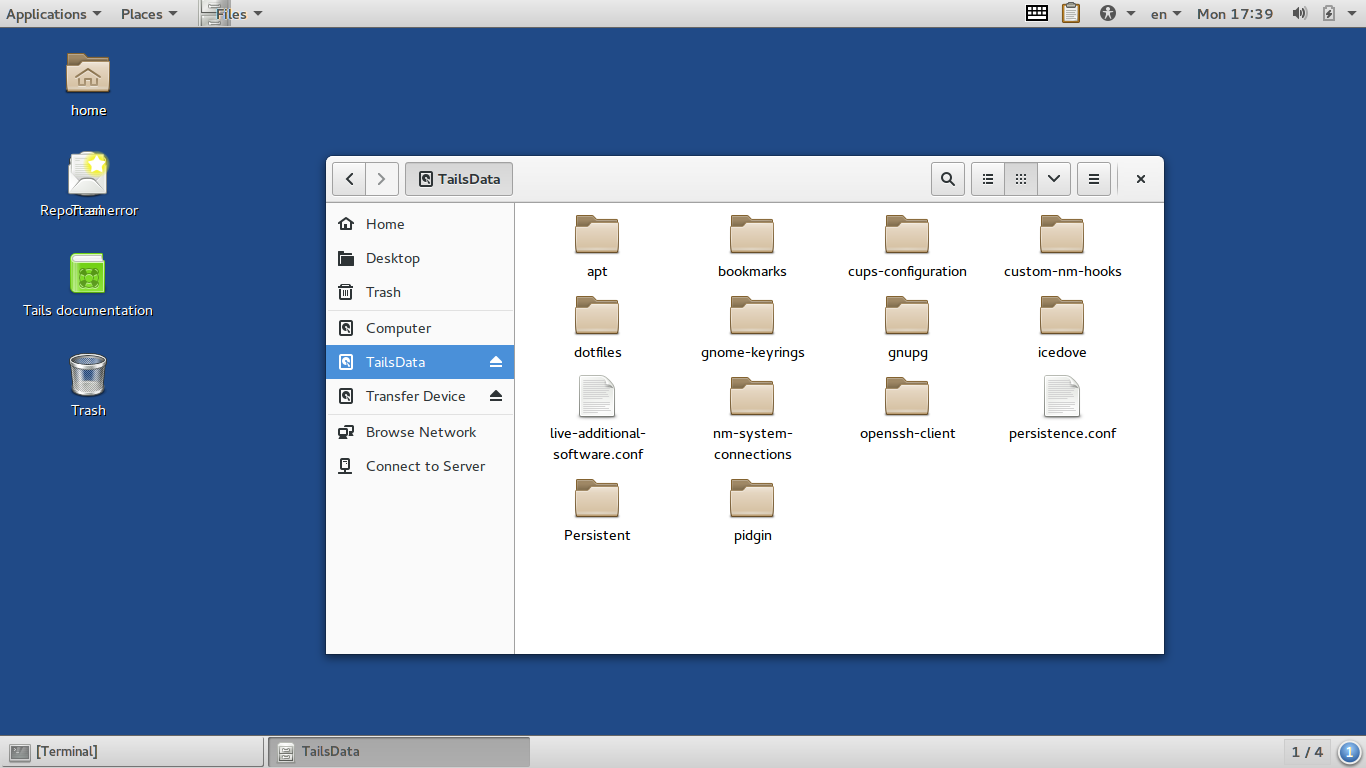 Applications Places Files en Mon 17:39
home
Report an error
Trash
Tails documentation
Trash
TailsData
Home
Desktop
Trash
Computer
TailsData
Transfer Device
Browse Network
Connect to Server
apt bookmarks cups-configuration custom-nm-hooks
dotfiles gnome-keyrings gnupg icedove
live-additional-software.conf nm-system-connections openssh-client persistence.conf
Persistent pidgin
[Terminal] TailsData 1 / 4 1